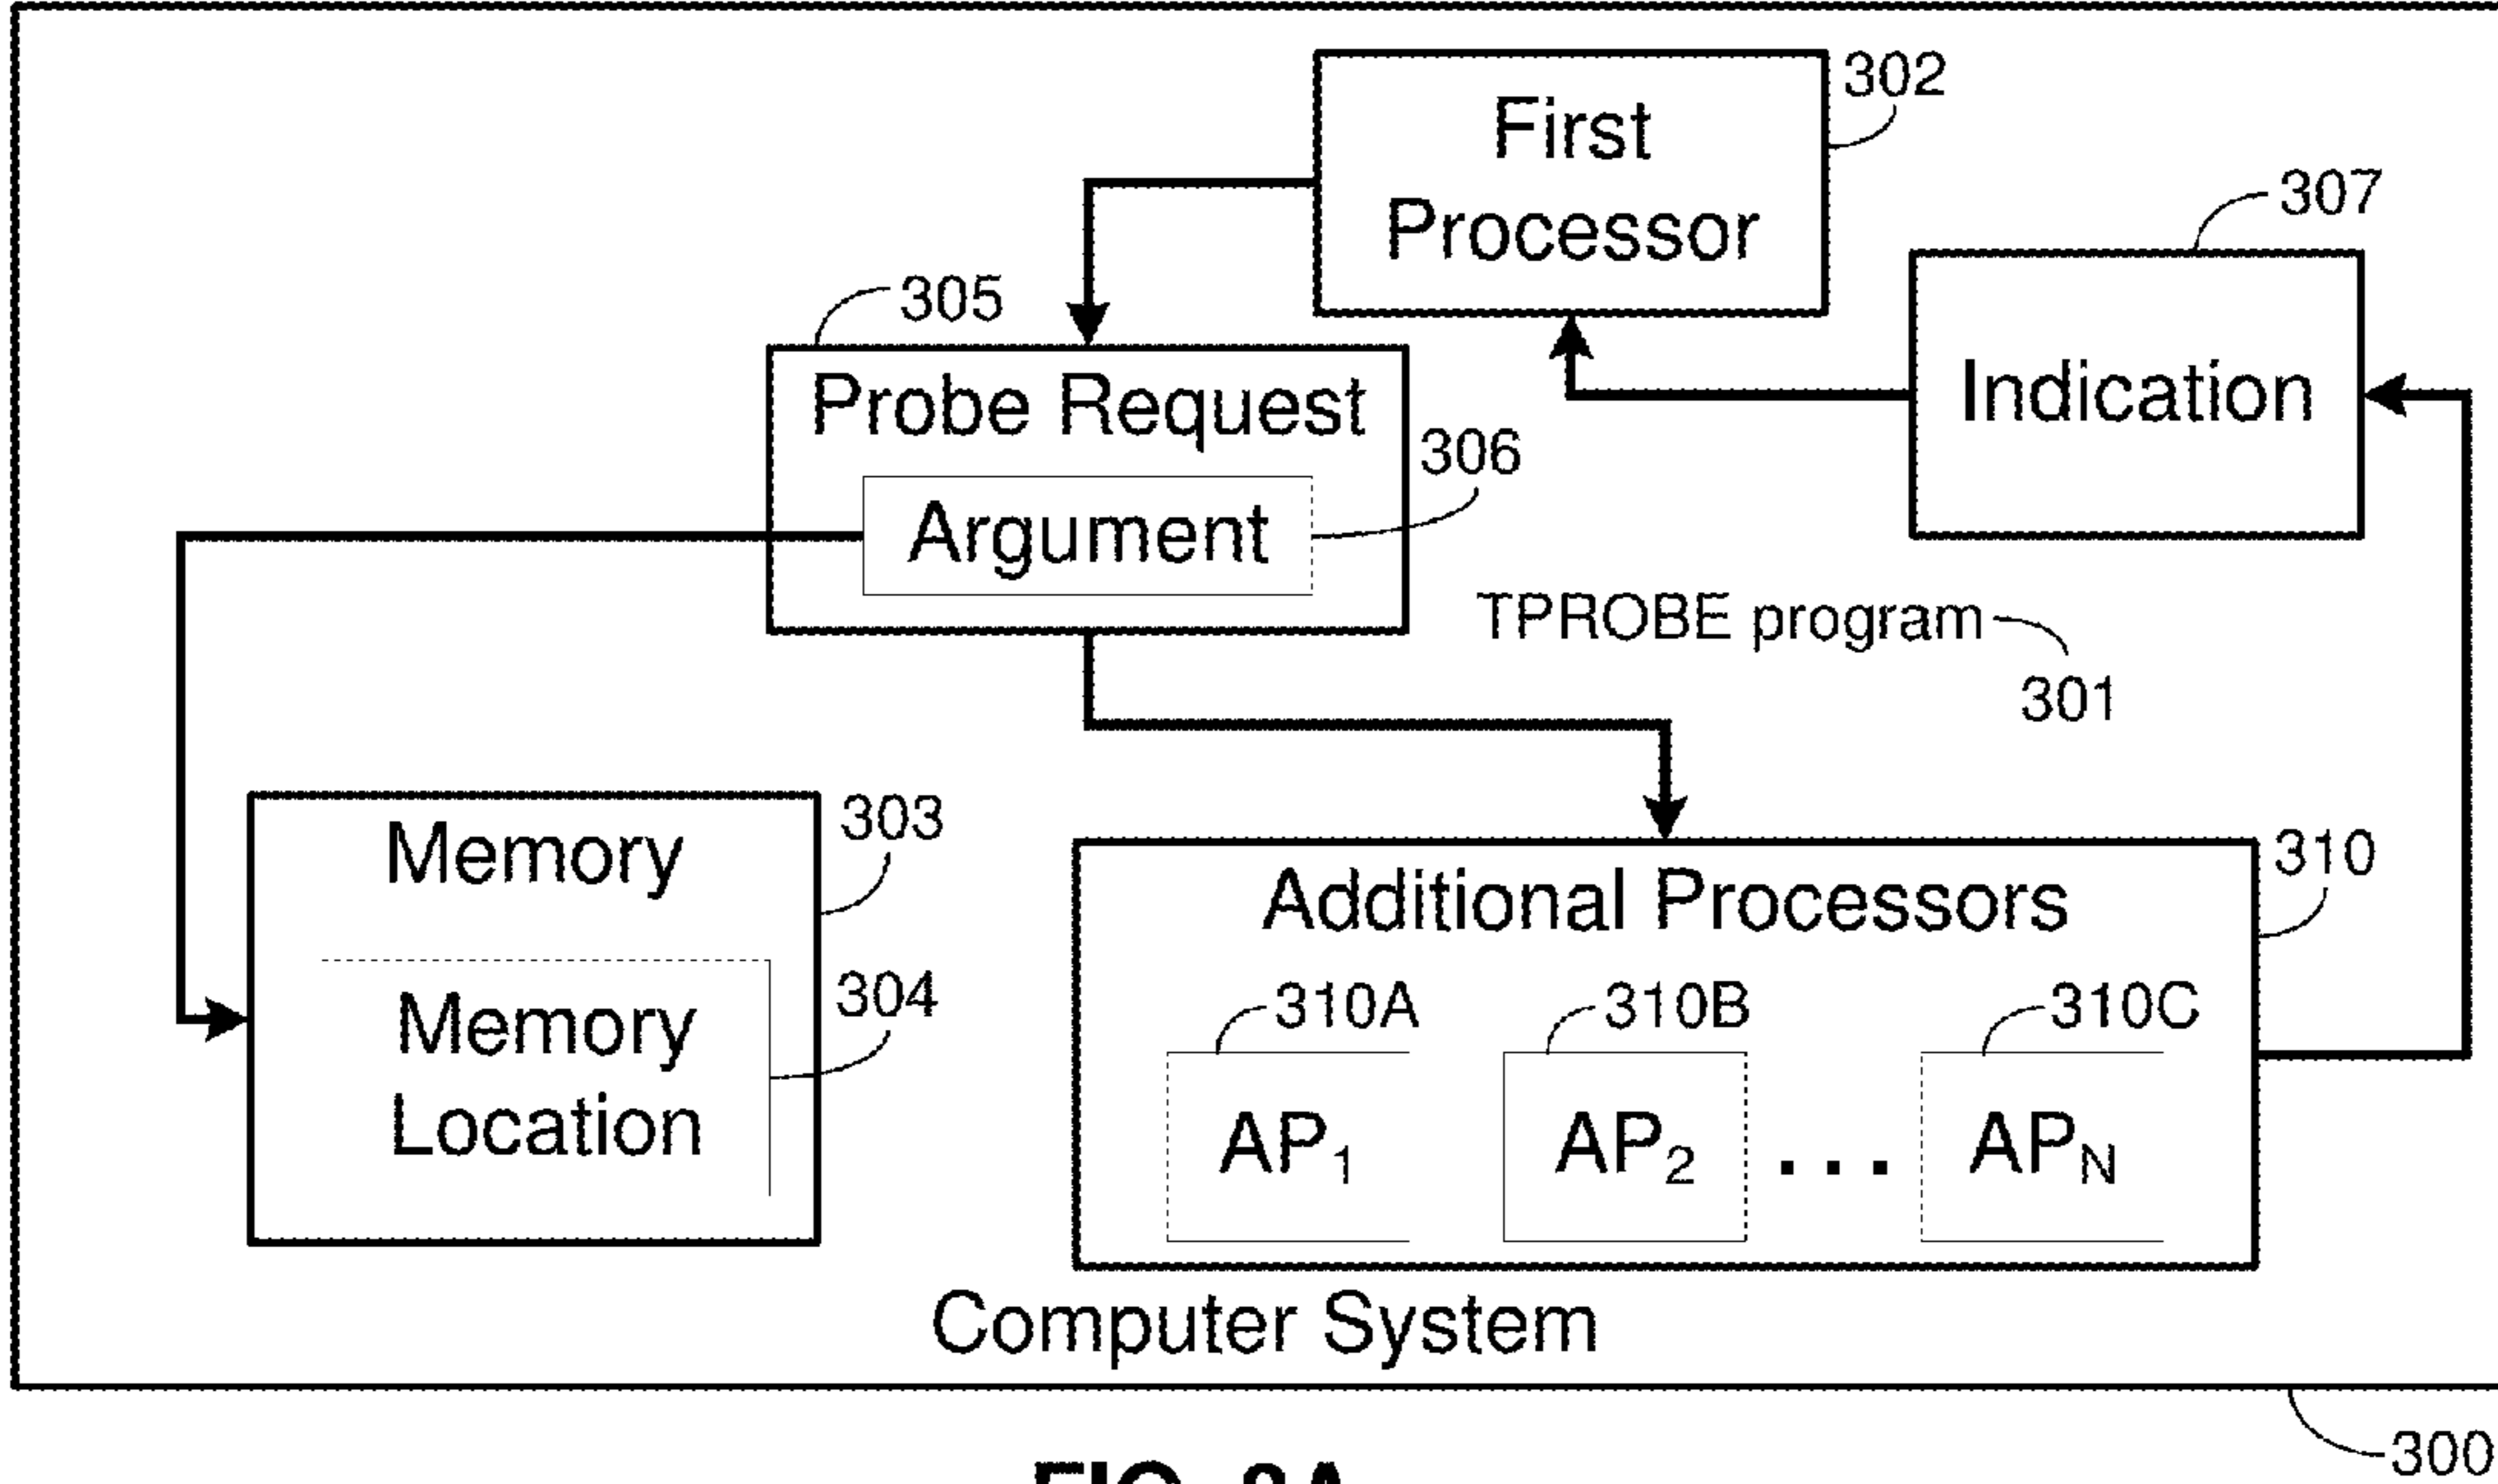 302
First
Processor
307
305
Probe Request
Indication
306
Argument
TPROBE program
301
303
Memory
310
Additional Processors
304
Memory
Location
310A
310B
310C
AP1
AP2
...
APN
Computer System
300